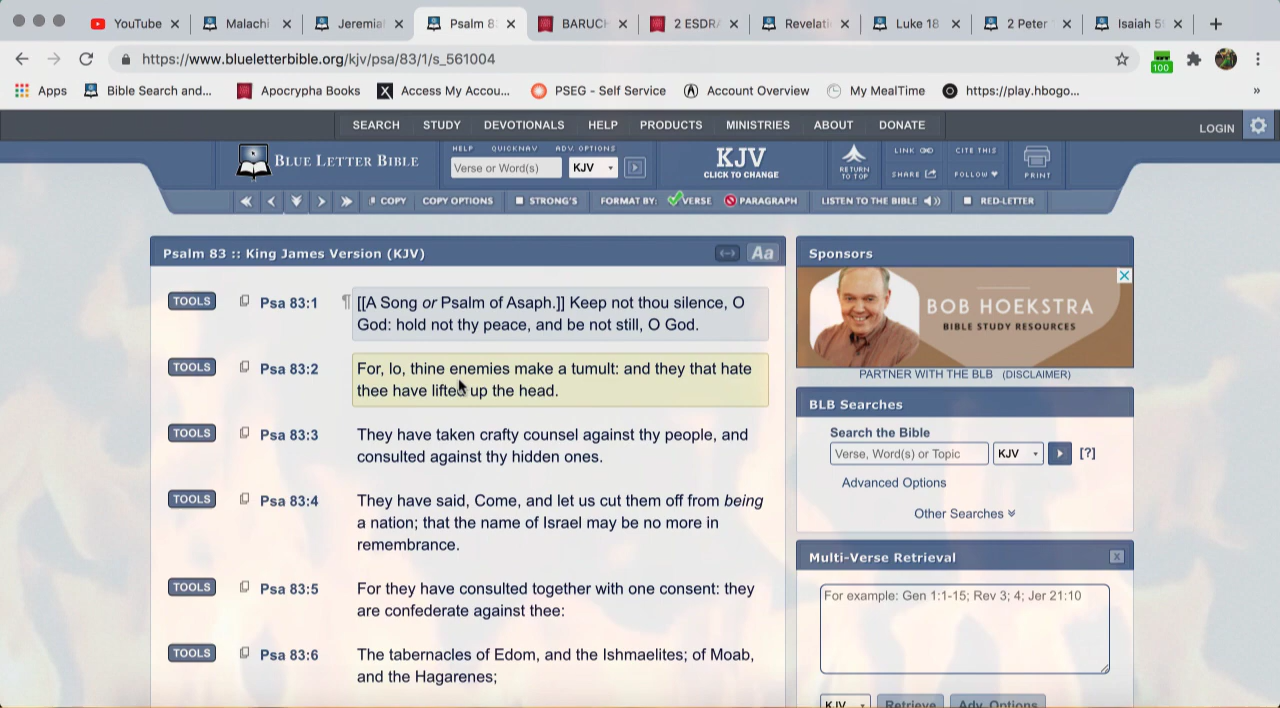 YouTube
Malachi
Jeremial
Psalm 8
BARUCH
2 ESDRA
Revelati
Luke 18
2 Peter
Isaiah 5
https://www.blueletterbible.org/kjv/psa/83/1/s_561004
100
Apps
Bible Search and...
Apocrypha Books
Access My Accou...
PSEG - Self Service
Account Overview
My MealTime
https://play.hbogo...
»
SEARCH STUDY DEVOTIONALS HELP PRODUCTS MINISTRIES ABOUT DONATE
LOGIN
BLUE LETTER BIBLE
HELP QUICKNAV ADV. OPTIONS
Verse or Word(s)
KJV
KJV
CLICK TO CHANGE
RETURN
TO TOP
LINK
CITE THIS
SHARE
FOLLOW
PRINT
COPY
COPY OPTIONS
STRONG'S
FORMAT BY: VERSE PARAGRAPH
LISTEN TO THE BIBLE
RED-LETTER
Psalm 83 :: King James Version (KJV)
Aa
TOOLS
Psa 83:1
¶ [[A Song or Psalm of Asaph.]] Keep not thou silence, O
God: hold not thy peace, and be not still, O God.
TOOLS
Psa 83:2
For, lo, thine enemies make a tumult: and they that hate
thee have lifted up the head.
TOOLS
Psa 83:3
They have taken crafty counsel against thy people, and
consulted against thy hidden ones.
TOOLS
Psa 83:4
They have said, Come, and let us cut them off from being
a nation; that the name of Israel may be no more in
remembrance.
TOOLS
Psa 83:5
For they have consulted together with one consent: they
are confederate against thee:
TOOLS
Psa 83:6
The tabernacles of Edom, and the Ishmaelites; of Moab,
and the Hagarenes;
Sponsors
BOB HOEKSTRA
BIBLE STUDY RESOURCES
PARTNER WITH THE BLB (DISCLAIMER)
BLB Searches
Search the Bible
Verse, Word(s) or Topic
KJV
[?]
Advanced Options
Other Searches
Multi-Verse Retrieval
X
For example: Gen 1:1-15; Rev 3; 4; Jer 21:10
KJV
Retrieve
Adv. Options